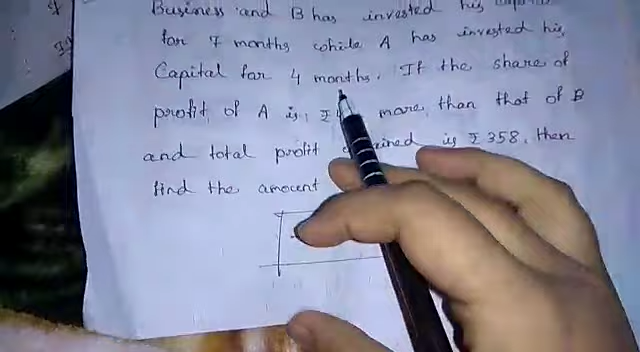 Business and B has invested his
for 7 months while A has invested his
Capital for 4 months. If the share of
profit of A is, ₹ more than that of B
and total profit is ₹358, then
find the amount